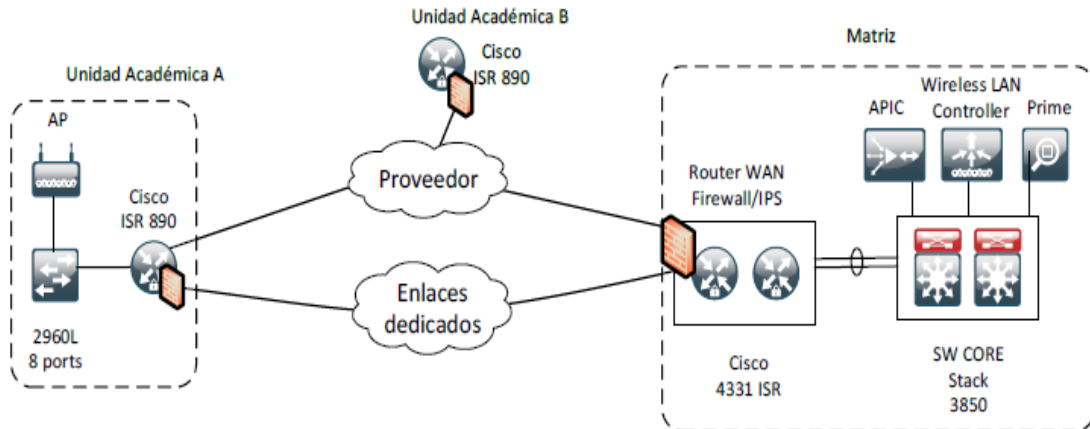 Unidad Académica B
Cisco
ISR 890
Unidad Académica A
AP
Cisco
ISR 890
2960L
8 ports
Proveedor
Enlaces
dedicados
Matriz
Router WAN
Firewall/IPS
Cisco
4331 ISR
APIC
Wireless LAN
Controller
Prime
SW CORE
Stack
3850